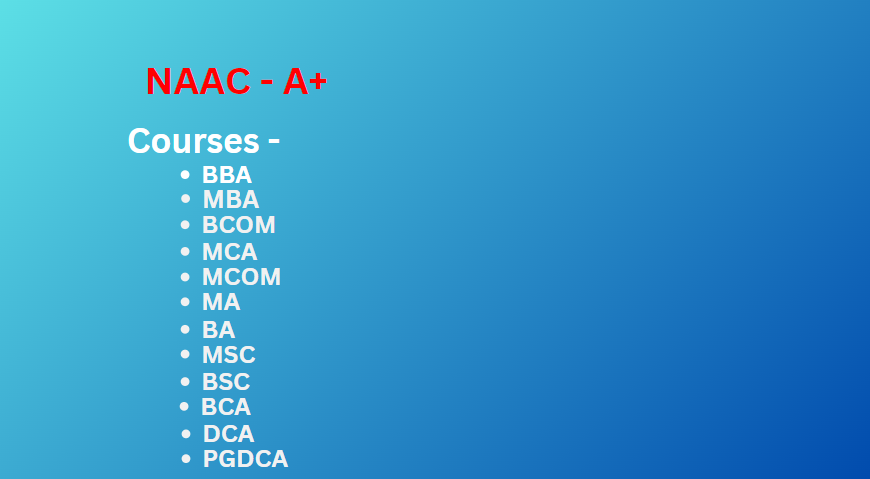 NAAC - A+
Courses -
• BBA
• MBA
• BCOM
• MCA
• MCOM
• MA
• BA
• MSC
• BSC
• BCA
• DCA
• PGDCA